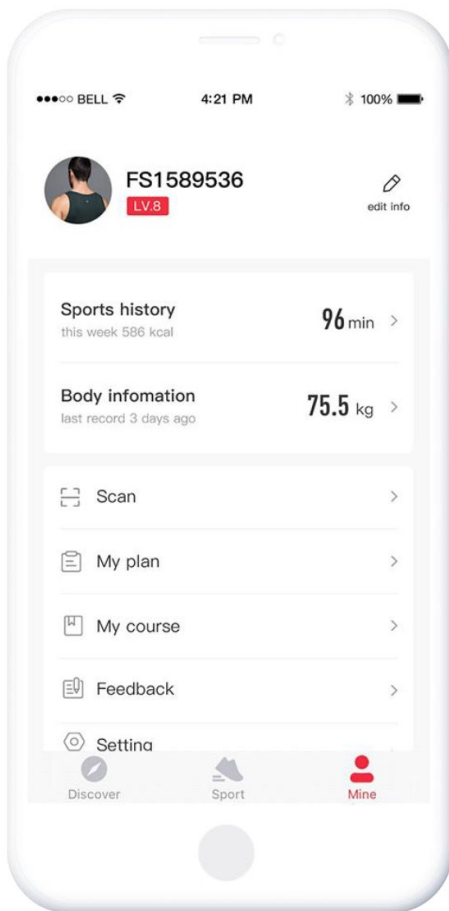 BELL 4:21 PM 100%
FS1589536
LV.8
edit info
Sports history
96 min
this week 586 kcal
Body infomation
75.5 kg
last record 3 days ago
Scan
My plan
My course
Feedback
Setting
Discover Sport Mine